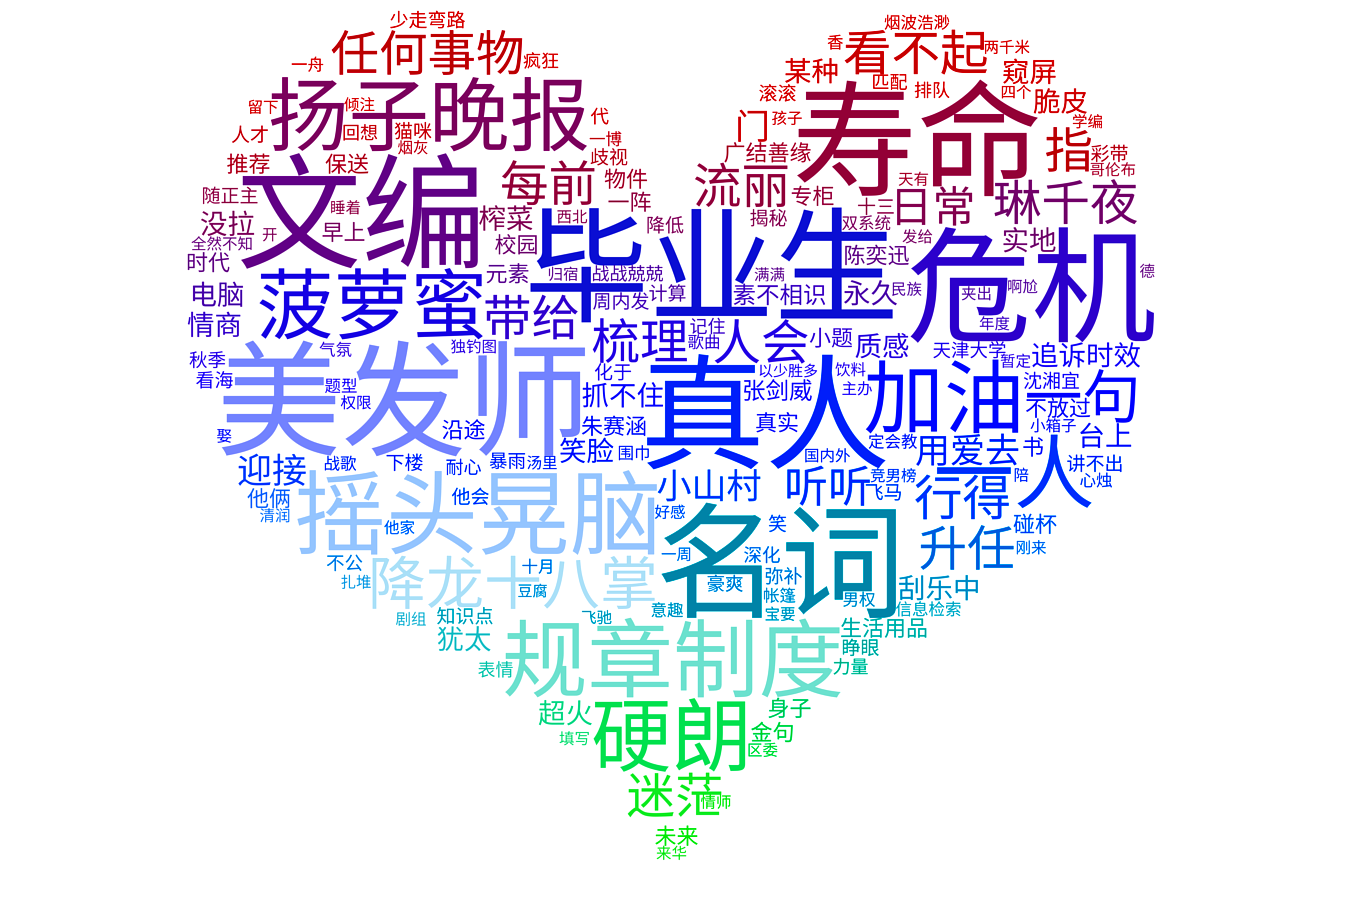 少走弯路
烟波浩渺
任何事物
疯狂
一舟
香
看不起
两千米
某种
窥屏
匹配
排队
四个
脆皮
滚滚
扬子晚报
倾注
留下
代
寿命
门
孩子
学编
指
人才
回想
猫咪
烟灰
一博
歧视
广结善缘
彩带
哥伦布
推荐
保送
文编
每前
物件
一阵
流丽
专柜
天有
日常
琳千夜
随正主
睡着
榨菜
西北
降低
揭秘
十三
双系统
没拉
开
早上
全然不知
校园
毕业生
发给
实地
危机
陈奕迅
时代
元素
归宿
战战兢兢
满满
德
电脑
菠萝蜜
带给
周内发
计算
素不相识
永久
民族
夹出
啊尬
情商
梳理
记住
歌曲
人会
小题
质感
年度
天津大学
暂定
追诉时效
气氛
独钓图
秋季
看海
美发师
题型
权限
化于
抓不住
真人
以少胜多
饮料
主办
张剑威
加油
沈湘宜
一句
不放过
小箱子
台上
娶
沿途
朱赛涵
真实
笑脸
围巾
定会教
用爱去
书
迎接
战歌
下楼
耐心
暴雨
汤里
国内外
一人
讲不出
心烛
他俩
清润
摇头晃脑
他会
小山村
听听
竞男榜
飞马
行得
陪
他家
好感
名词
笑
升任
碰杯
刚来
不公
扎堆
降龙十八掌
十月
豆腐
一周
深化
弥补
豪爽
帐篷
宝要
男权
刮乐中
信息检索
剧组
知识点
飞驰
意趣
犹太
规章制度
生活用品
睁眼
力量
表情
超火
填写
硬朗
身子
金句
区委
迷茫
情师
未来
来华